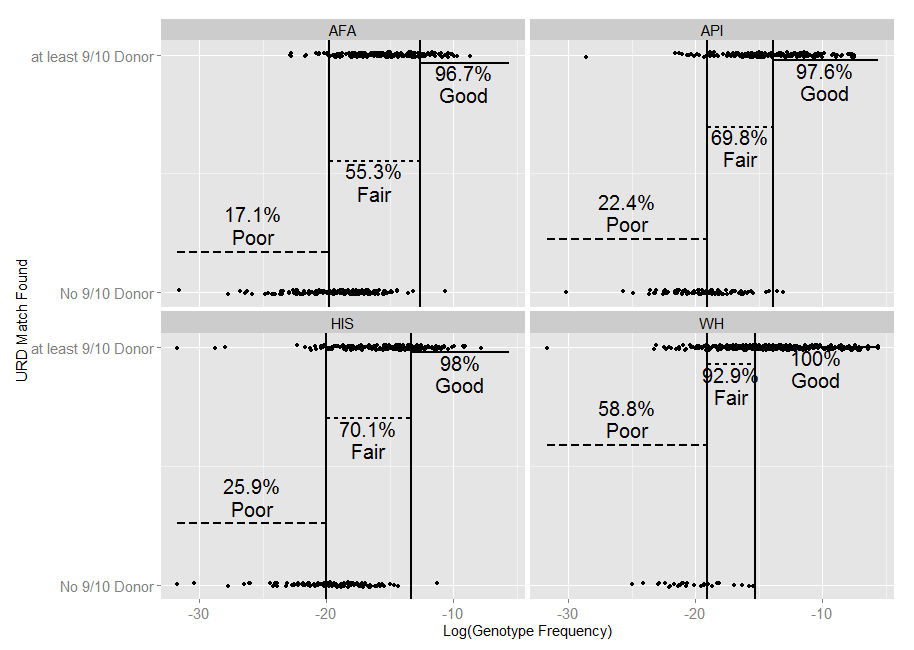 AFA
API
at least 9/10 Donor
96.7%
Good
97.6%
Good
55.3%
Fair
69.8%
Fair
17.1%
Poor
22.4%
Poor
No 9/10 Donor
URD Match Found
HIS
WH
at least 9/10 Donor
98%
Good
100%
Good
92.9%
Fair
70.1%
Fair
58.8%
Poor
25.9%
Poor
No 9/10 Donor
-30
-20
-10
-30
-20
-10
Log(Genotype Frequency)